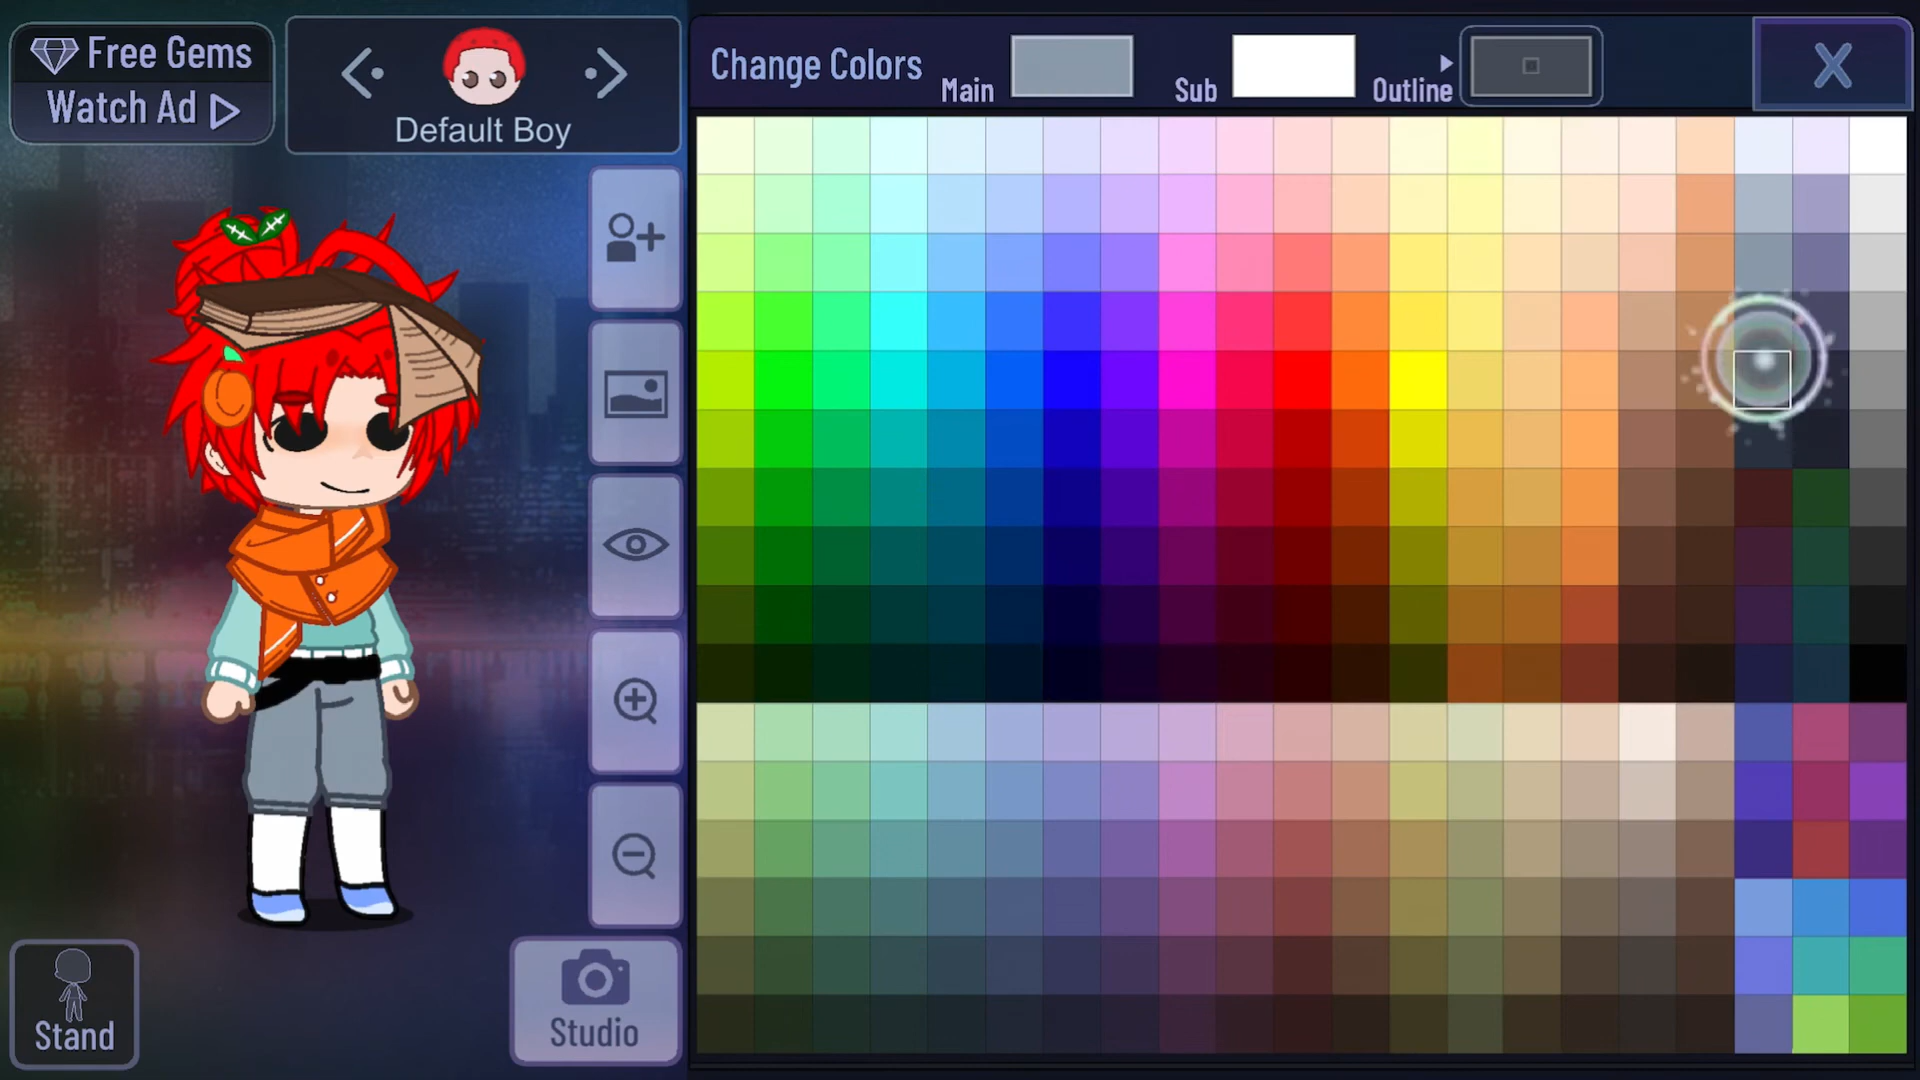 Free Gems
Watch Ad
Default Boy
Change Colors
Main
Sub
Outline
X
Stand
Studio